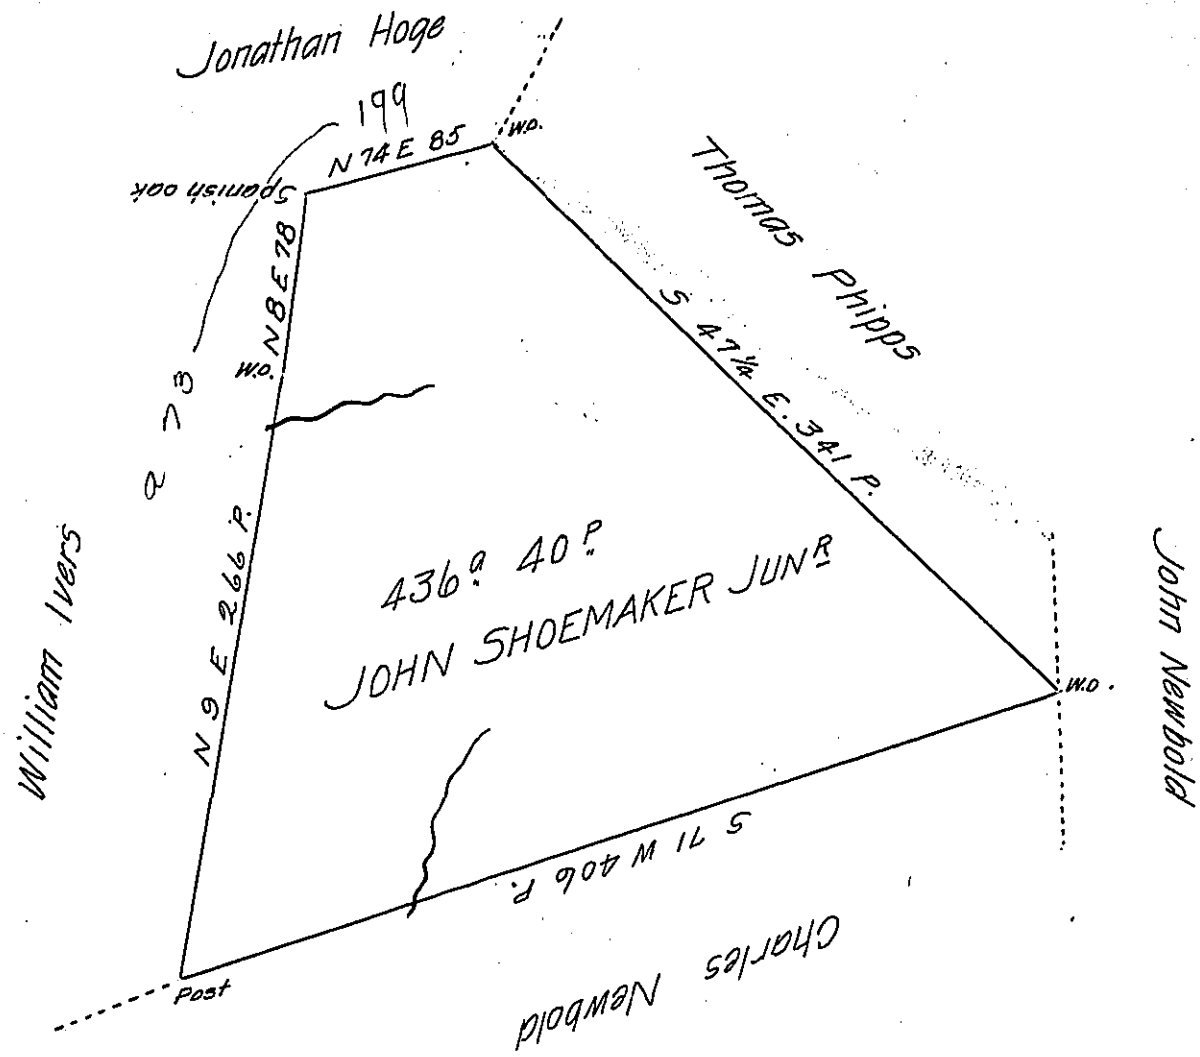 Jonathan Hoge
199
N 74 E 85
W.O.
Spanish oak
Thomas Phipps
N 8 E 78
S 47¼ E. 341 P.
W.O.
William Ivers
N 9 E 266 P.
436ª 40ᴾ
JOHN SHOEMAKER JUNᴿ
John Newbold
W.O.
S 71 W 406 P.
Post
Charles Newbold